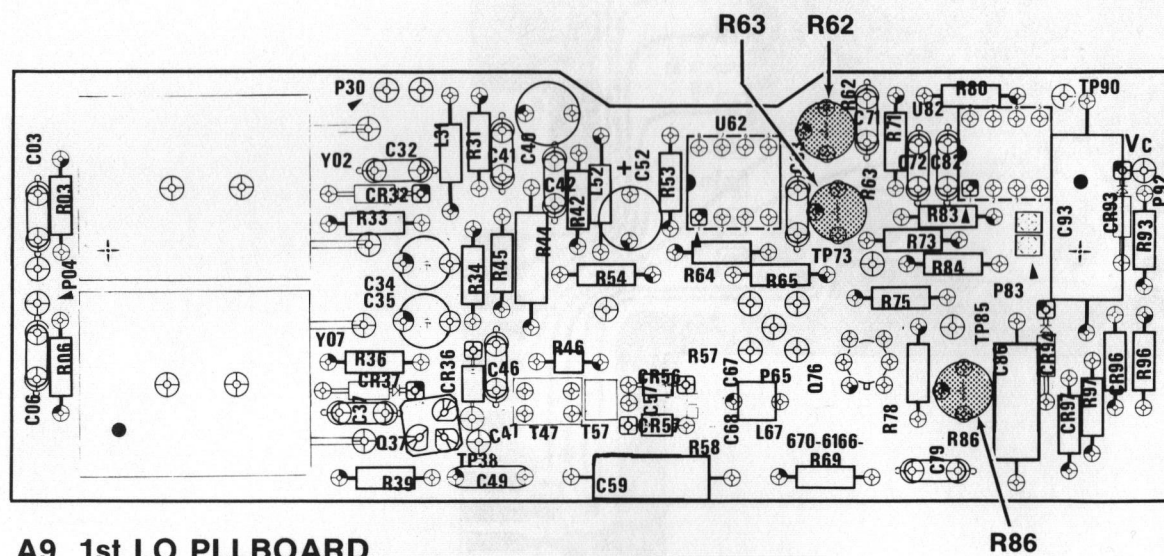 R63 R62
P30
C03
R03
Y02
C32
CR32
R33
L31
R31
C41
C40
C42
R42
L52
+
C52
R53
U62
R62
C71
R63
R71
U82
R80
TP90
C72
C82
Vc
P92
C93
CR93
R93
R83
R73
R84
P83
TP73
P04
C34
C35
R34
R45
R44
R54
R64
R65
R75
Y07
R06
C06
R36
CR37
C37
Q37
CR36
C46
R46
C47
T47
T57
CR56
C57
CR57
R57
C67
C68
P65
L67
Q76
R78
TP85
C86
CR94
R86
C79
CR97
R97
CR96
R96
R39
TP38
C49
C59
R58
670-6166-
R69
R86
A9 1st LO PLL BOARD